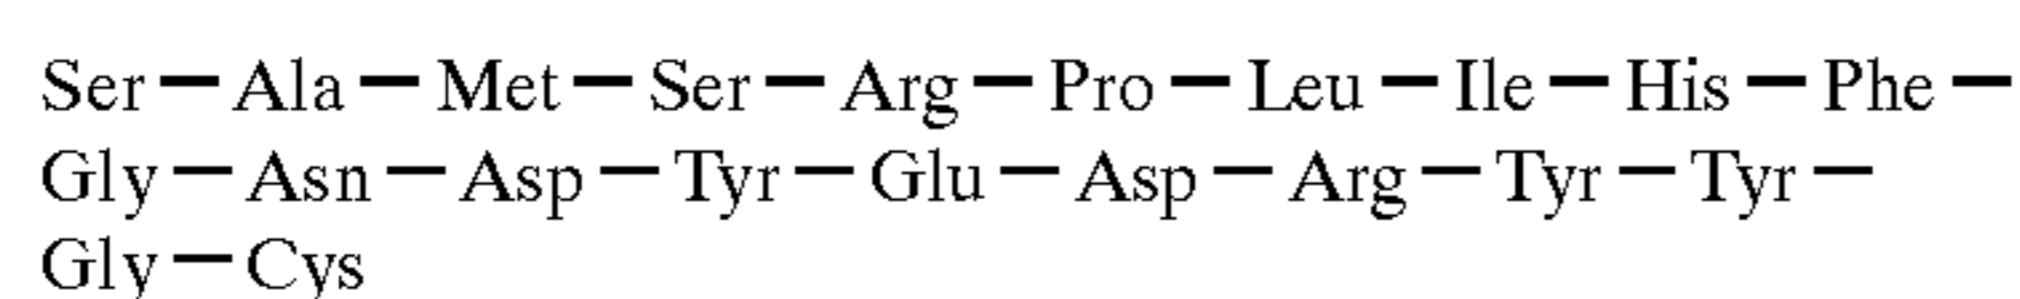 Ser — Ala — Met — Ser — Arg — Pro — Leu — Ile — His — Phe —
Gly — Asn — Asp — Tyr — Glu — Asp — Arg — Tyr — Tyr —
Gly — Cys